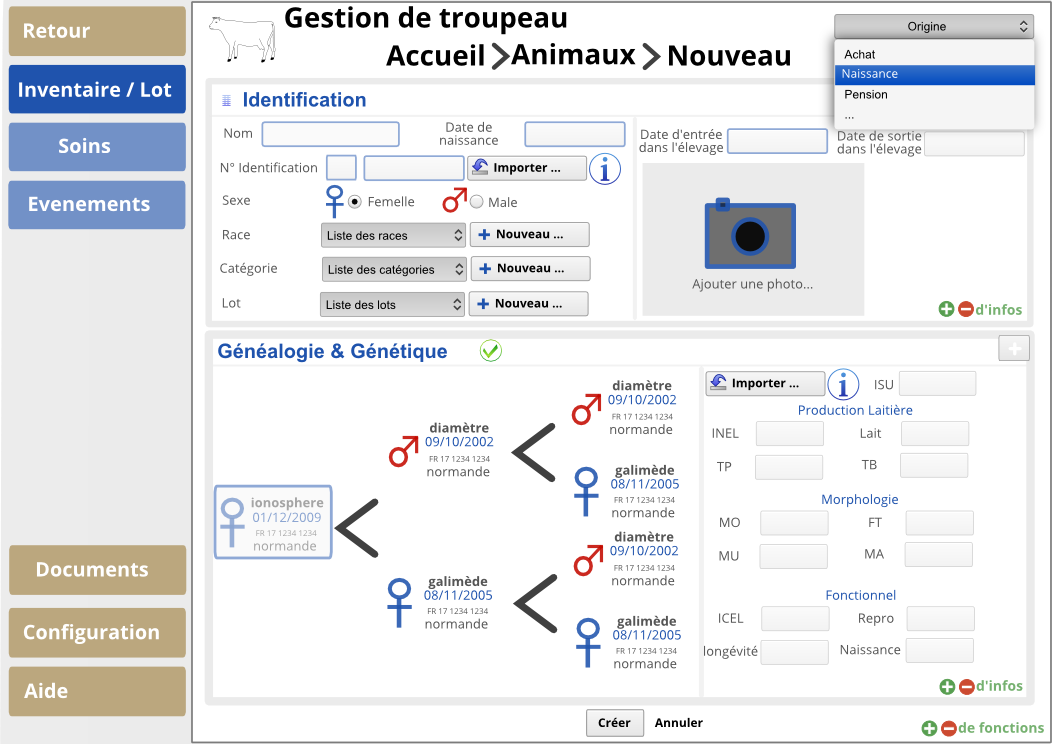 Retour
Inventaire / Lot
Soins
Evenements
Documents
Configuration
Aide
Gestion de troupeau
Accueil > Animaux > Nouveau
Origine
Achat
Naissance
Pension
...
Identification
Nom
Date de
naissance
N° Identification
Importer ...
i
Sexe
Femelle
Male
Race
Liste des races
+ Nouveau ...
Catégorie
Liste des catégories
+ Nouveau ...
Lot
Liste des lots
+ Nouveau ...
Date d'entrée
dans l'élevage
Date de sortie
dans l'élevage
Ajouter une photo...
d'infos
Généalogie & Génétique
+
ionosphere
01/12/2009
FR 17 1234 1234
normande
diamètre
09/10/2002
FR 17 1234 1234
normande
galimède
08/11/2005
FR 17 1234 1234
normande
diamètre
09/10/2002
FR 17 1234 1234
normande
galimède
08/11/2005
FR 17 1234 1234
normande
diamètre
09/10/2002
FR 17 1234 1234
normande
galimède
08/11/2005
FR 17 1234 1234
normande
Importer ...
i
ISU
Production Laitière
INEL
Lait
TP
TB
Morphologie
MO
FT
MU
MA
Fonctionnel
ICEL
Repro
longévité
Naissance
d'infos
Créer
Annuler
de fonctions